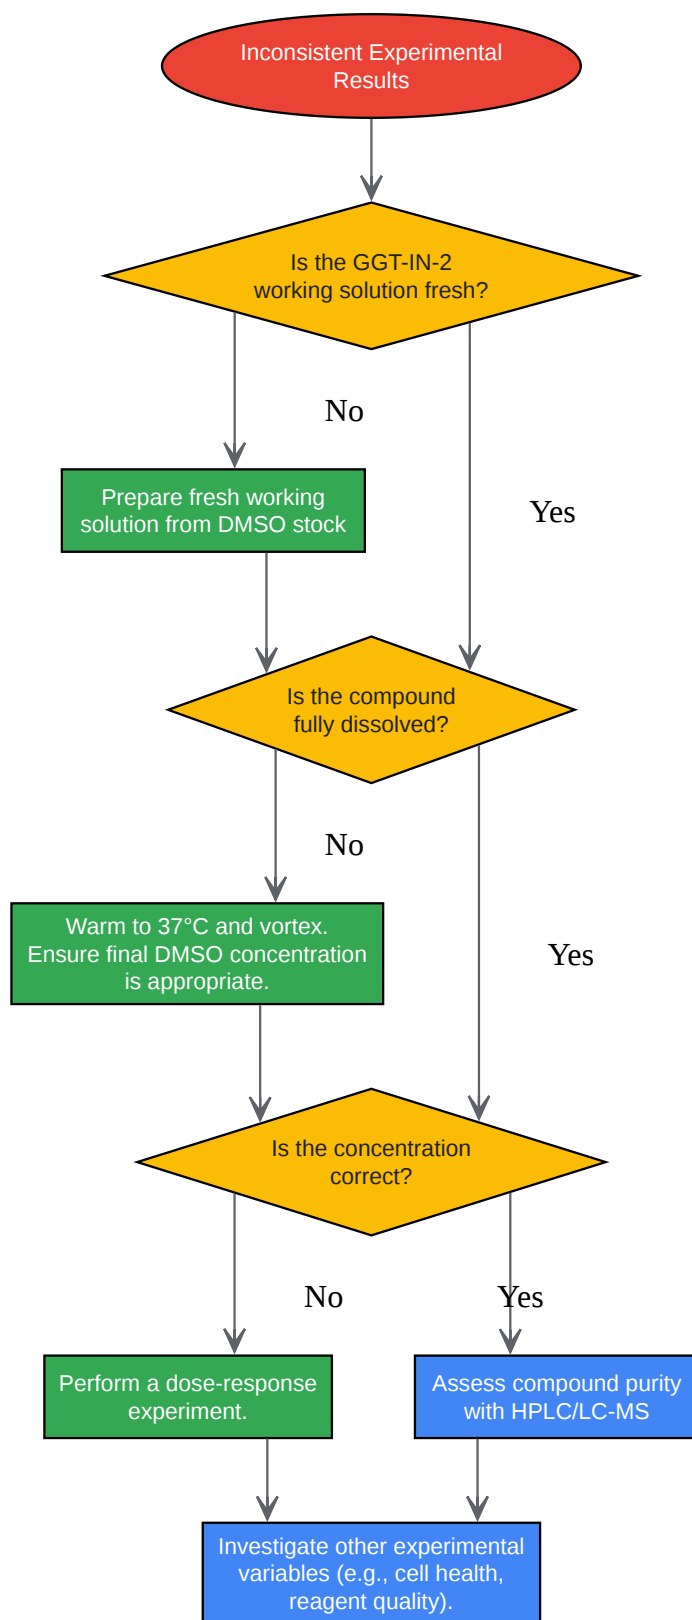 Inconsistent Experimental
Results
Is the GGT-IN-2
working solution fresh?
No
Prepare fresh working
solution from DMSO stock
Yes
Is the compound
fully dissolved?
No
Warm to 37°C and vortex.
Ensure final DMSO concentration
is appropriate.
Yes
Is the concentration
correct?
No
Yes
Perform a dose-response
experiment.
Assess compound purity
with HPLC/LC-MS
Investigate other experimental
variables (e.g., cell health,
reagent quality).